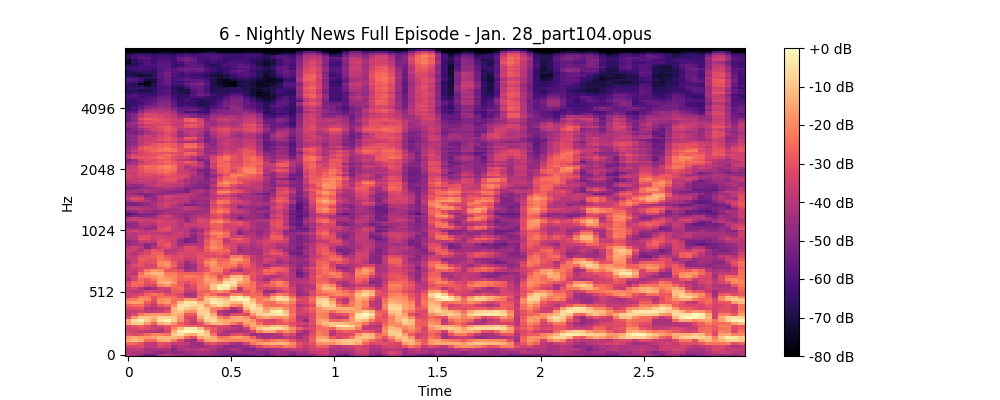 6 - Nightly News Full Episode - Jan. 28_part104.opus
+0 dB
4096
-10 dB
-20 dB
2048
-30 dB
Hz
-40 dB
1024
-50 dB
512
-60 dB
-70 dB
0
-80 dB
0 0.5 1 1.5 2 2.5
Time